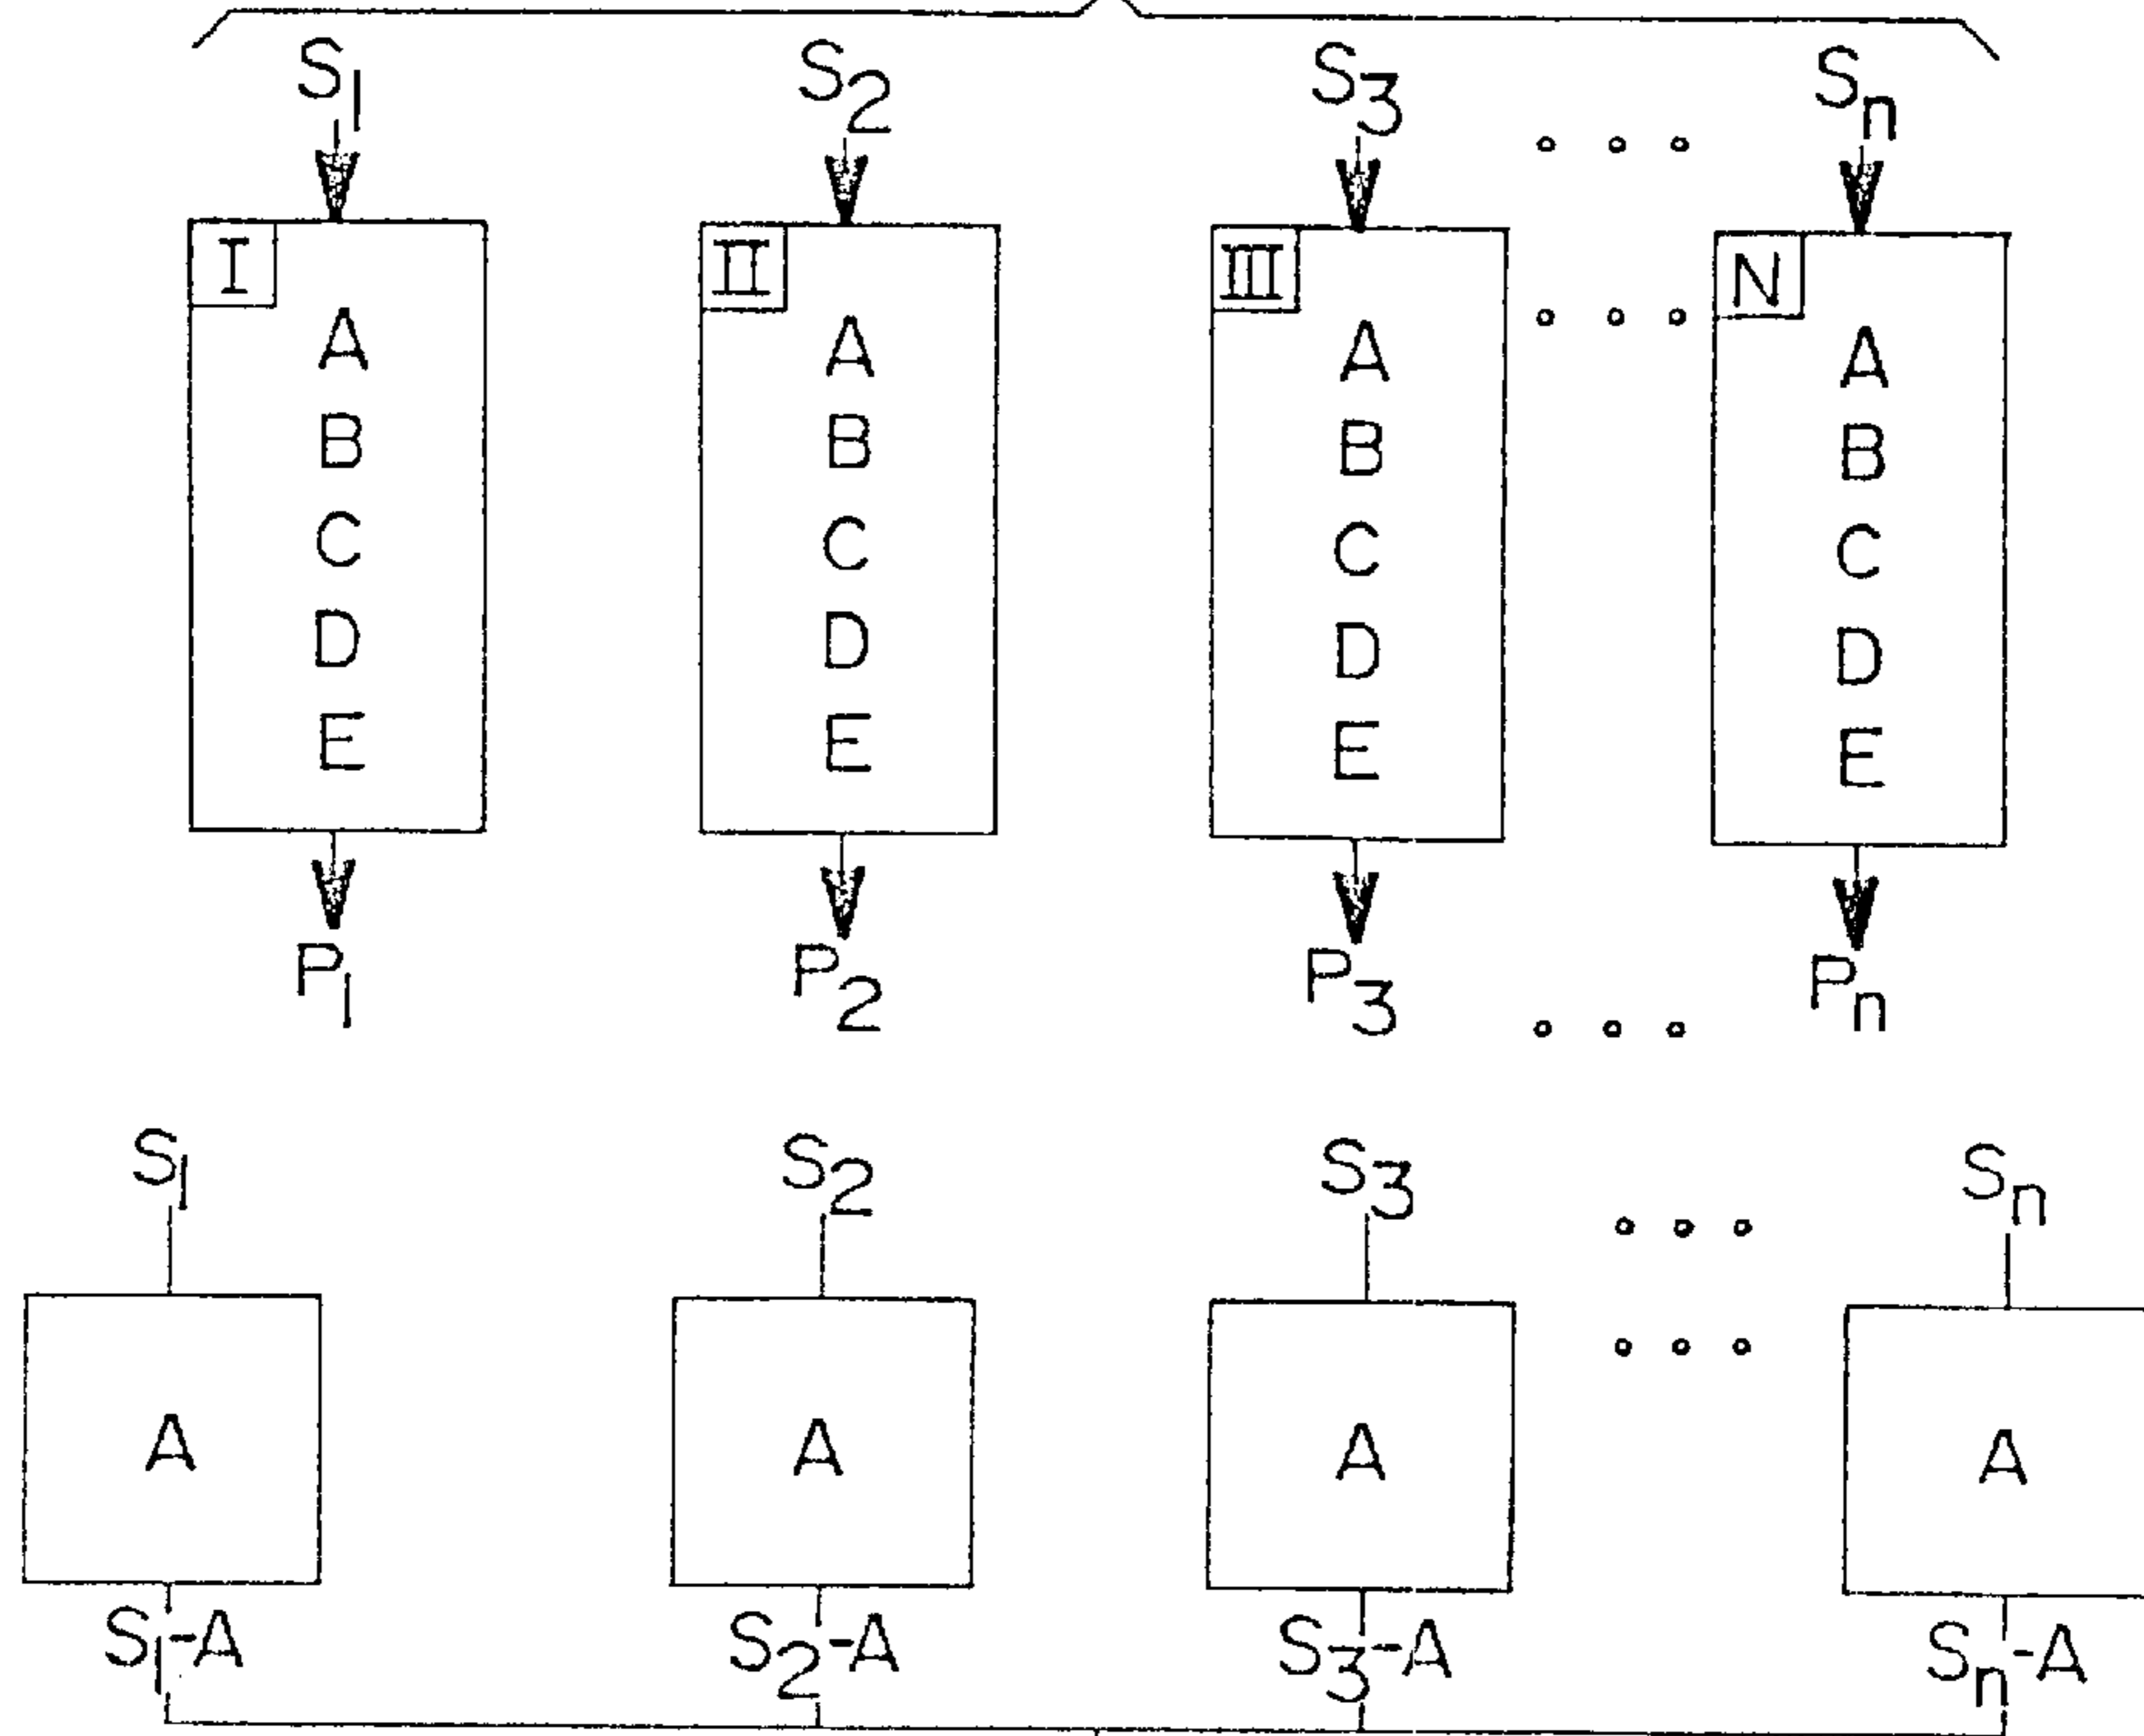 S1 S2 S3 Sn
I II III N
A A A A
B B B B
C C C C
D D D D
E E E E
P1 P2 P3 Pn
S1 S2 S3 Sn
A A A A
S1-A S2-A S3-A Sn-A